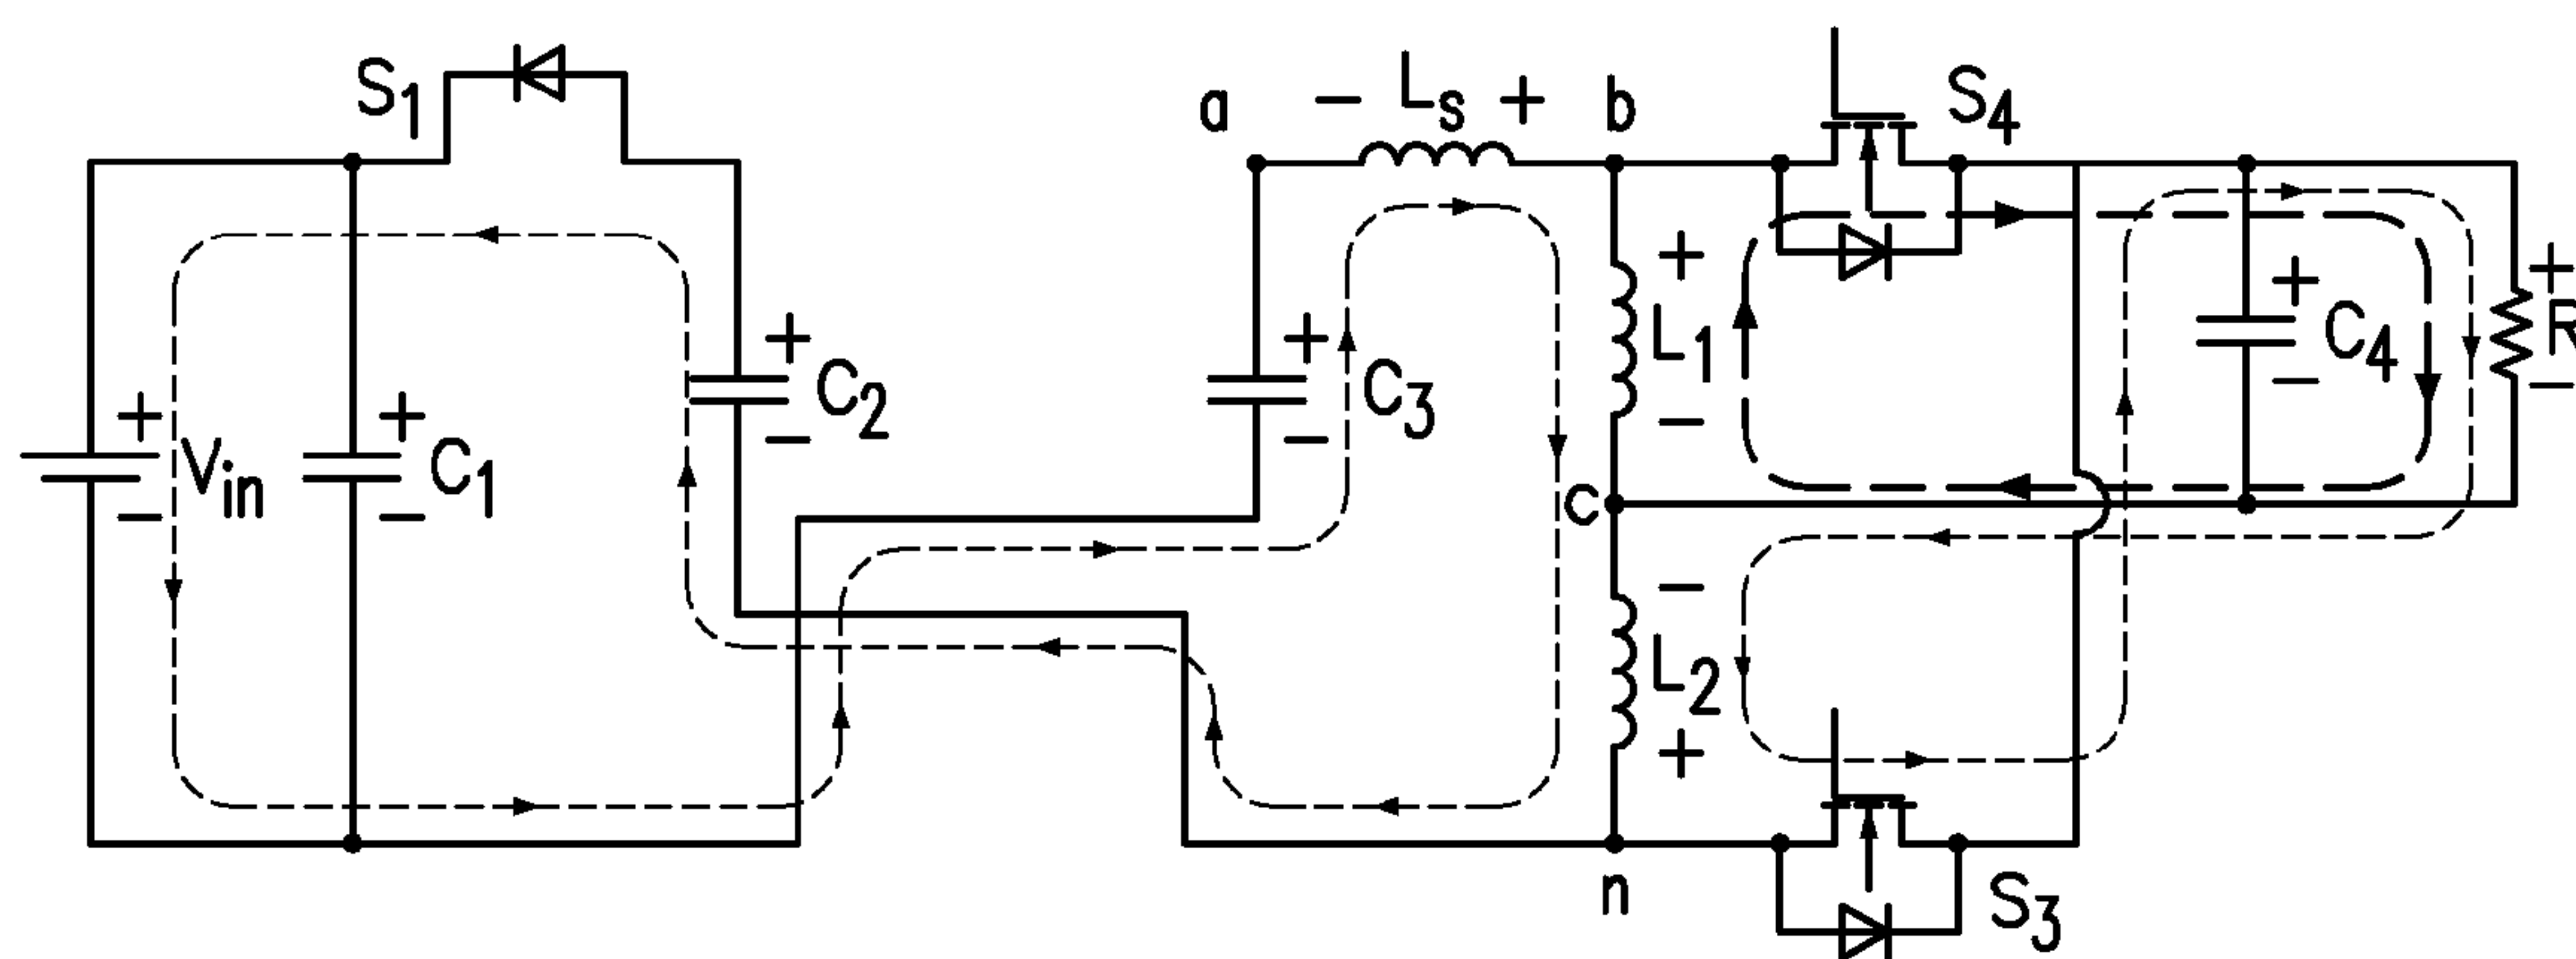 S1
a
− Ls +
b
S4
+
Vin
−
+
C1
−
+
C2
−
+
C3
−
+
L1
−
c
−
L2
+
+
C4
−
+
R
−
n
S3